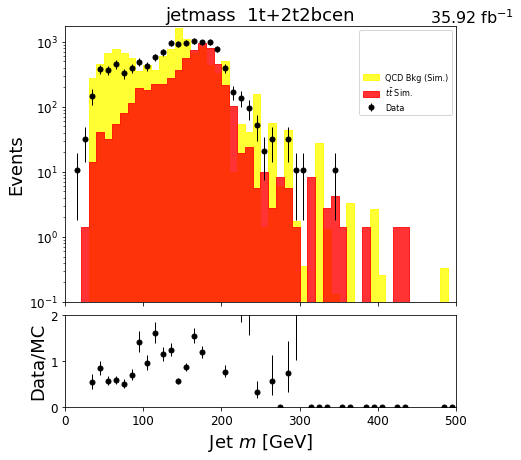 jetmass 1t+2t2bcen
35.92 fb⁻¹
10³
10²
10¹
10⁰
10⁻¹
Events
QCD Bkg (Sim.)
tt̄ Sim.
Data
2
1
0
Data/MC
0 100 200 300 400 500
Jet m [GeV]